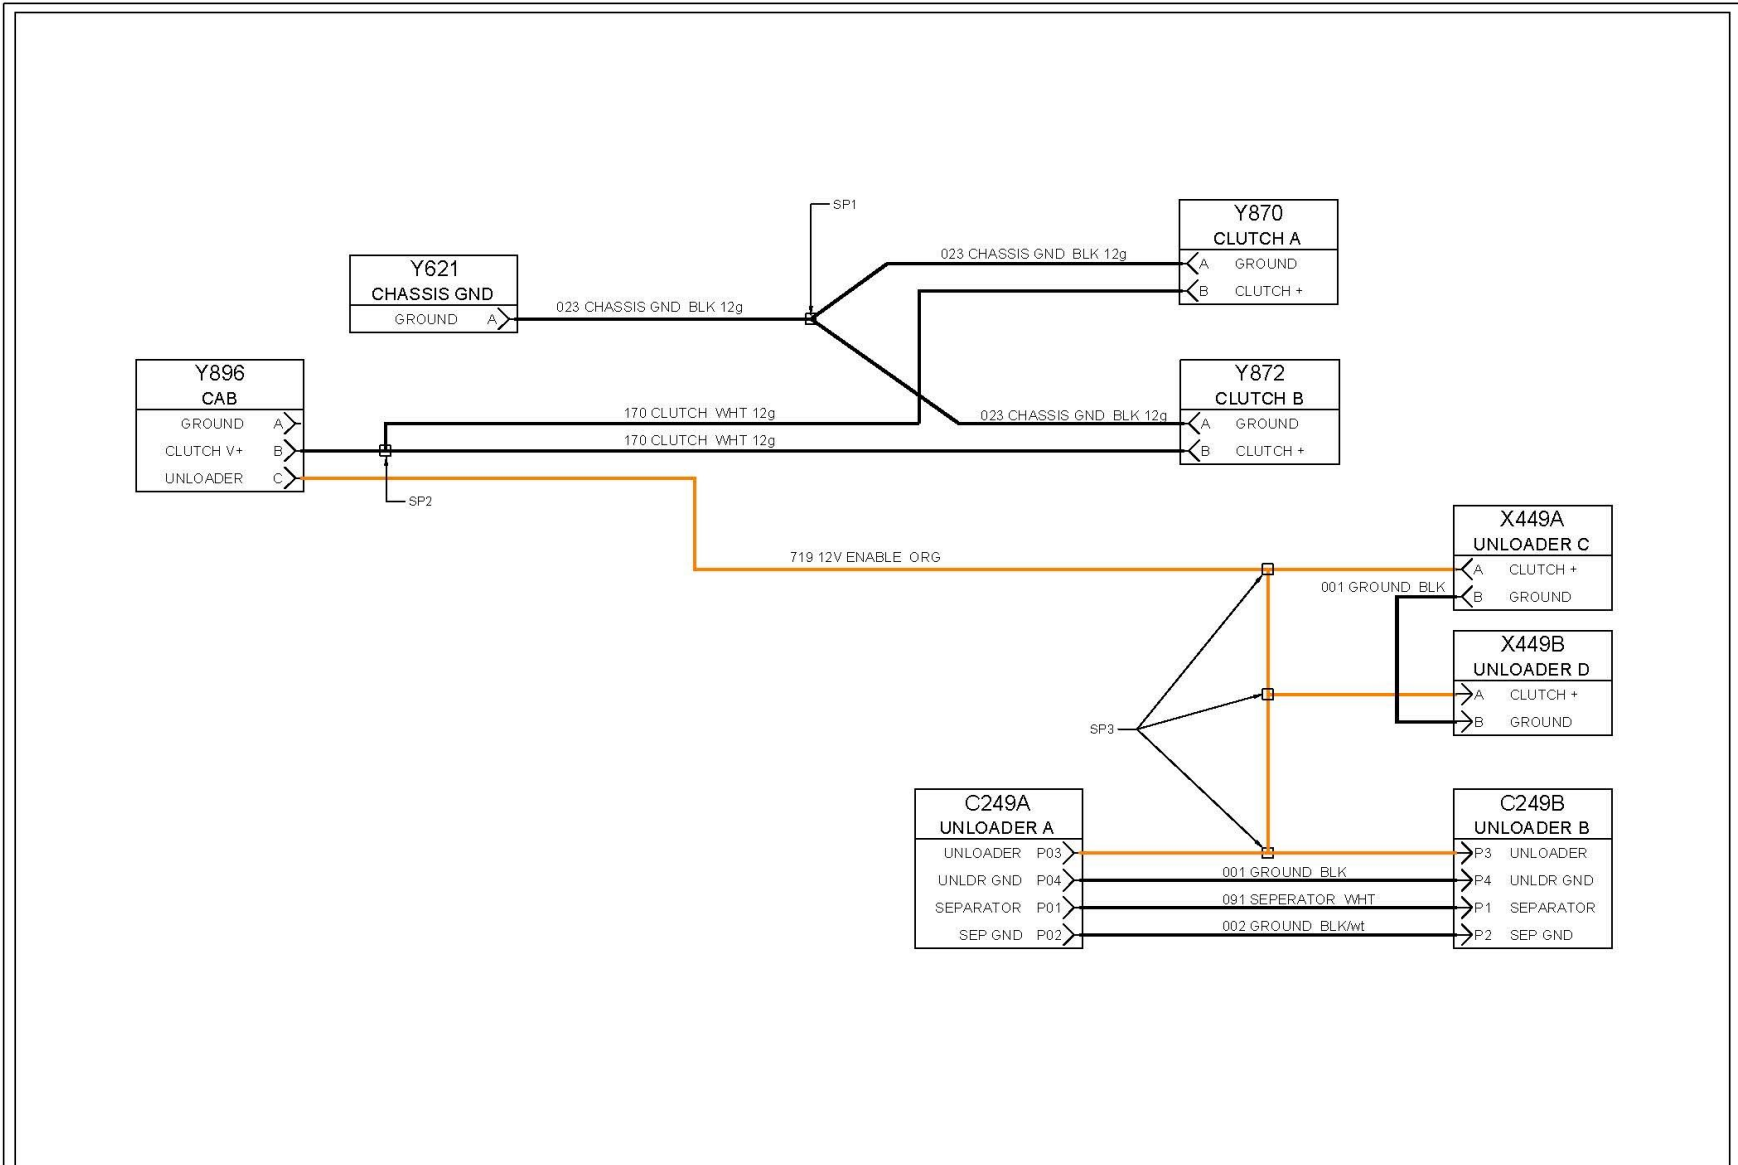 SP1
Y870
CLUTCH A
023 CHASSIS GND BLK 12g
A GROUND
B CLUTCH +
Y621
CHASSIS GND
GROUND A
023 CHASSIS GND BLK 12g
Y896
CAB
GROUND A
CLUTCH V+ B
UNLOADER C
170 CLUTCH WHT 12g
170 CLUTCH WHT 12g
SP2
Y872
CLUTCH B
023 CHASSIS GND BLK 12g
A GROUND
B CLUTCH +
719 12V ENABLE ORG
X449A
UNLOADER C
A CLUTCH +
001 GROUND BLK
B GROUND
X449B
UNLOADER D
A CLUTCH +
B GROUND
SP3
C249A
UNLOADER A
UNLOADER P03
UNLDR GND P04
SEPARATOR P01
SEP GND P02
001 GROUND BLK
091 SEPERATOR WHT
002 GROUND BLK/wt
C249B
UNLOADER B
P3 UNLOADER
P4 UNLDR GND
P1 SEPARATOR
P2 SEP GND